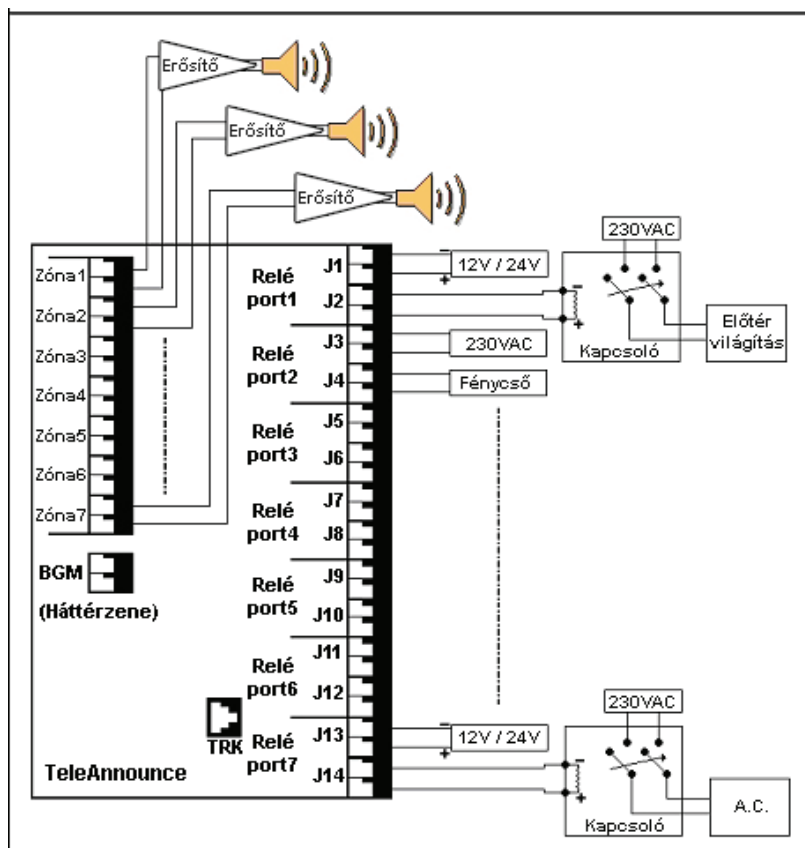 Erősítő
Erősítő
Erősítő
Zóna1
Zóna2
Zóna3
Zóna4
Zóna5
Zóna6
Zóna7
BGM
(Háttérzene)
TRK
TeleAnnounce
Relé
port1
Relé
port2
Relé
port3
Relé
port4
Relé
port5
Relé
port6
Relé
port7
J1
J2
J3
J4
J5
J6
J7
J8
J9
J10
J11
J12
J13
J14
-
12V / 24V
+
230VAC
Fénycső
230VAC
-
+
Kapcsoló
Előtér
világítás
-
12V / 24V
+
230VAC
-
+
Kapcsoló
A.C.